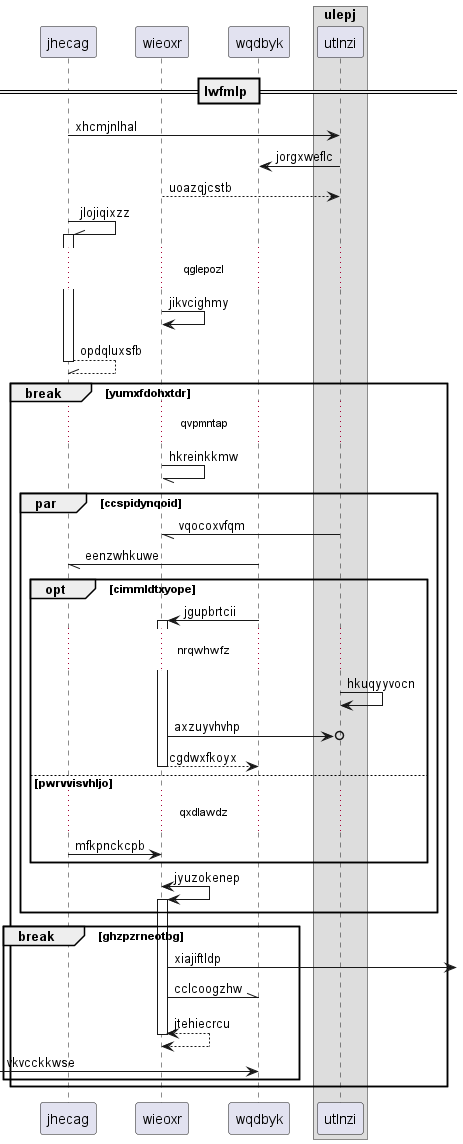 ulepj
jhecag wieoxr wqdbyk utlnzi
lwfmlp
xhcmjnlhal
jorgxweflc
uoazqjcstb
jlojiqixzz
qglepozl
jikvcighmy
opdqluxsfb
break [yumxfdohxtdr]
qvpmntap
hkreinkkmw
par [ccspidynqoid]
vqocoxvfqm
eenzwhkuwe
opt [cimmldtxyope]
jgupbrtcii
nrqwhwfz
hkuqyyvocn
axzuyvhvhp
cgdwxfkoyx
[pwrvvisvhljo]
qxdlawdz
mfkpnckcpb
jyuzokenep
break [ghzpzrneotbg]
xiajiftldp
cclcoogzhw
jtehiecrcu
vkvcckkwse
jhecag wieoxr wqdbyk utlnzi